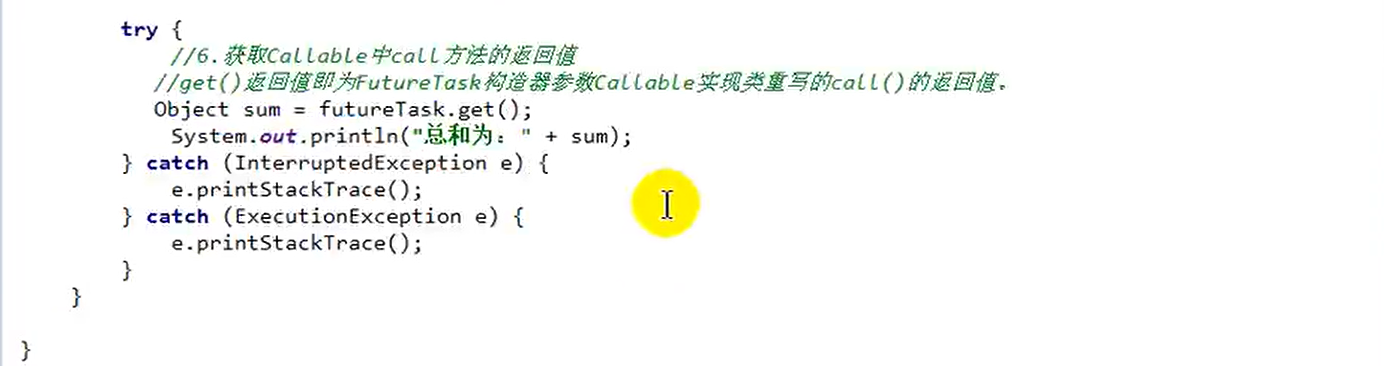 try {
//6.获取Callable中call方法的返回值
//get()返回值即为FutureTask构造器参数Callable实现类重写的call()的返回值。
Object sum = futureTask.get();
System.out.println("总和为：" + sum);
} catch (InterruptedException e) {
e.printStackTrace();
} catch (ExecutionException e) {
e.printStackTrace();
}
}
}